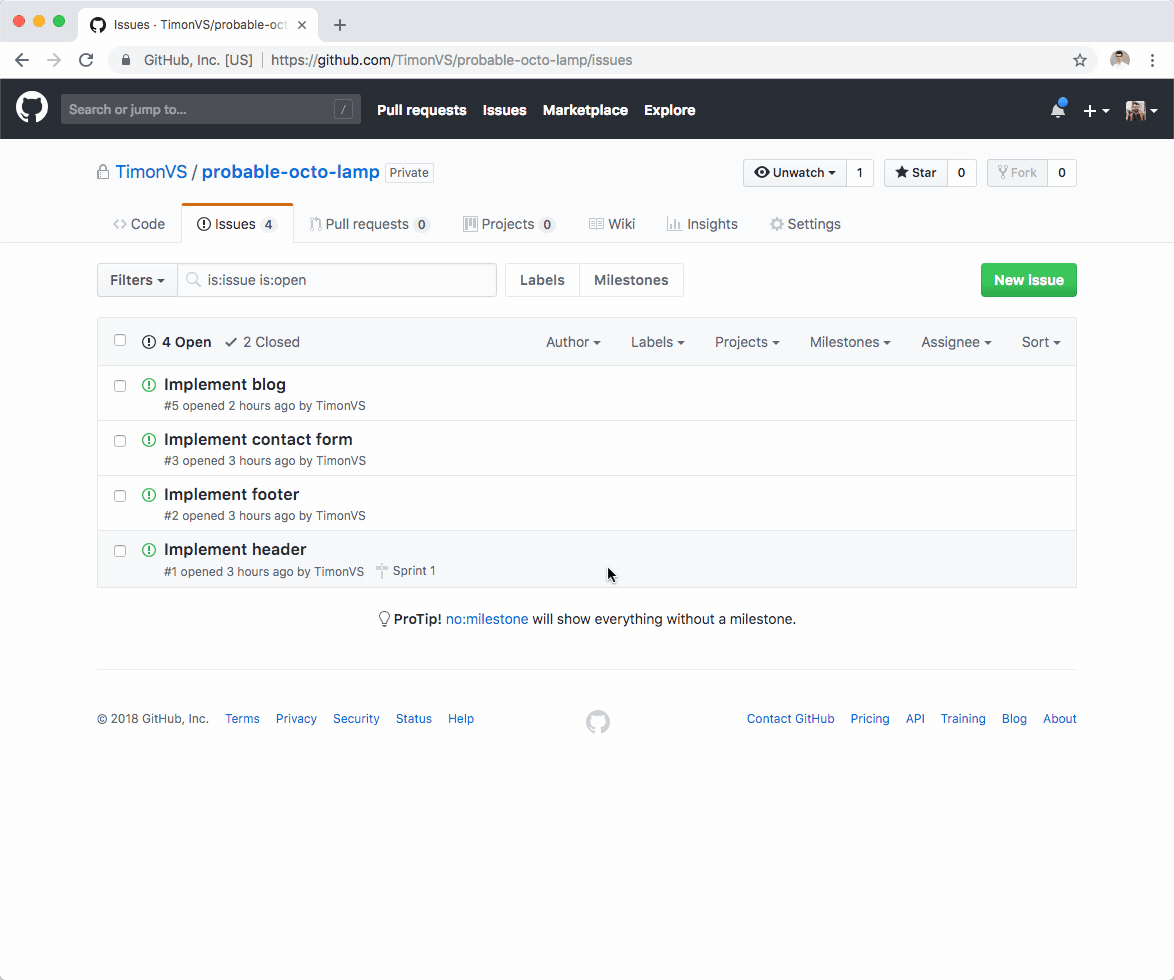 Issues · TimonVS/probable-oct
GitHub, Inc. [US] https://github.com/TimonVS/probable-octo-lamp/issues
Search or jump to... / Pull requests Issues Marketplace Explore
TimonVS / probable-octo-lamp Private Unwatch 1 Star 0 Fork 0
Code Issues 4 Pull requests 0 Projects 0 Wiki Insights Settings
Filters is:issue is:open Labels Milestones New issue
4 Open 2 Closed Author Labels Projects Milestones Assignee Sort
Implement blog
#5 opened 2 hours ago by TimonVS
Implement contact form
#3 opened 3 hours ago by TimonVS
Implement footer
#2 opened 3 hours ago by TimonVS
Implement header
#1 opened 3 hours ago by TimonVS Sprint 1
ProTip! no:milestone will show everything without a milestone.
© 2018 GitHub, Inc. Terms Privacy Security Status Help Contact GitHub Pricing API Training Blog About